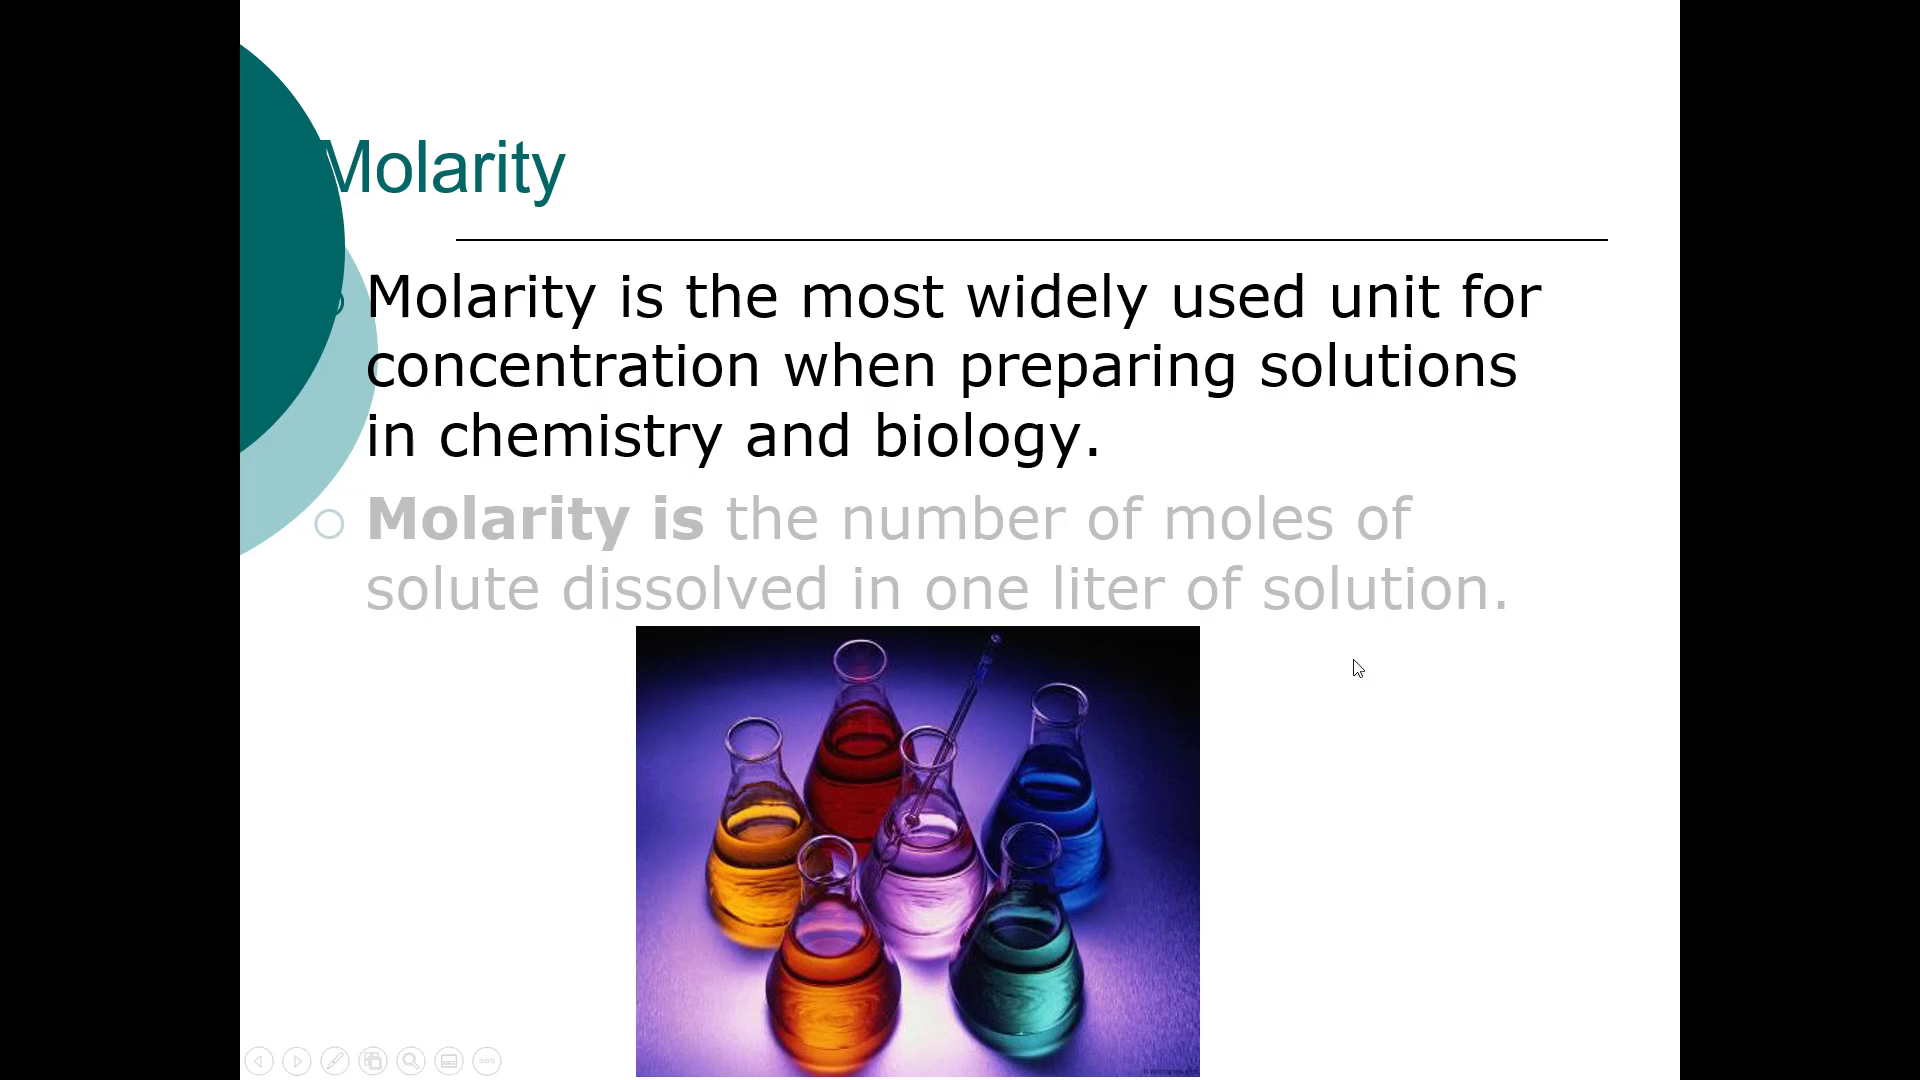 Molarity
Molarity is the most widely used unit for
concentration when preparing solutions
in chemistry and biology.
Molarity is the number of moles of
solute dissolved in one liter of solution.